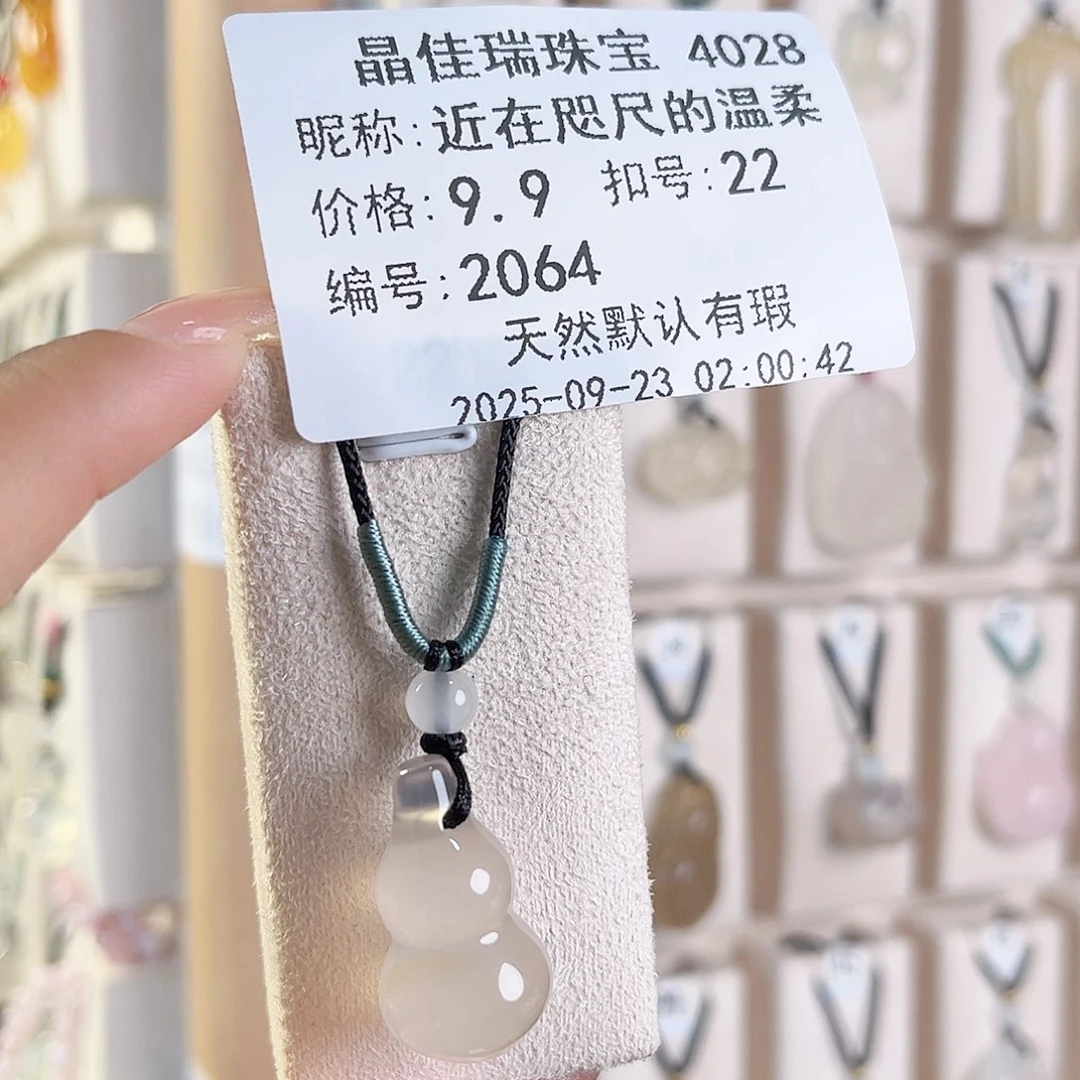 晶佳瑞珠宝 4028
昵称:近在咫尺的温柔
价格:9.9 扣号:22
编号:2064
天然默认有瑕
2025-09-23 02:00:42